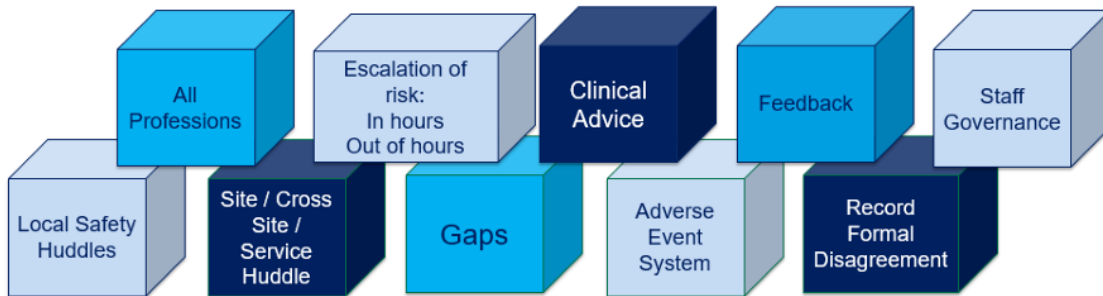 All
Professions
Escalation of
risk:
In hours
Out of hours
Clinical
Advice
Feedback
Staff
Governance
Local Safety
Huddles
Site / Cross
Site /
Service
Huddle
Gaps
Adverse
Event
System
Record
Formal
Disagreement